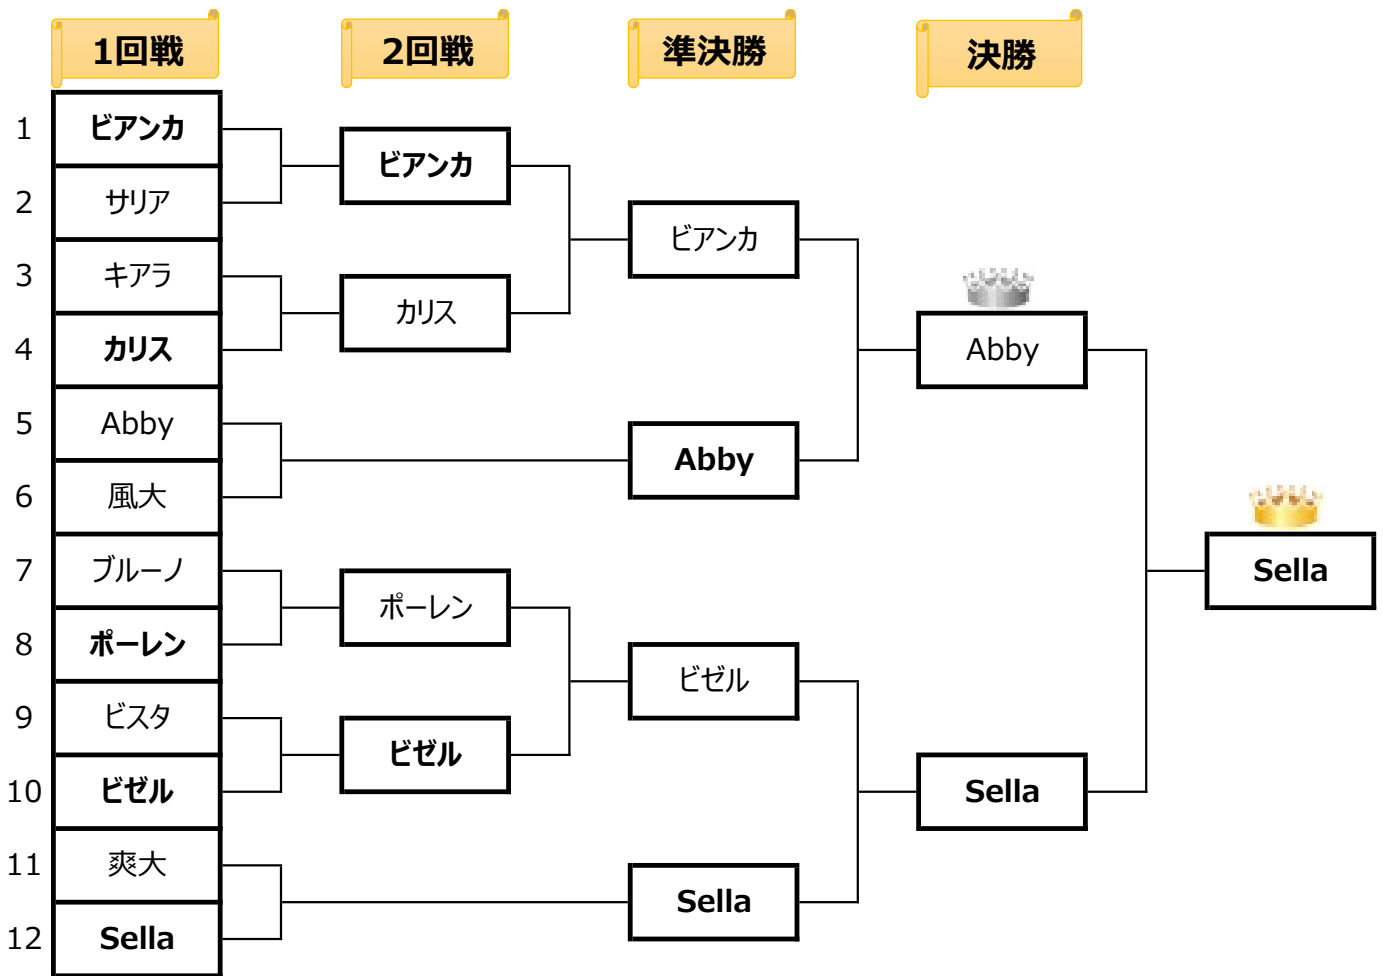 1回戦 2回戦 準決勝 決勝
1 ビアンカ
2 サリア
3 キアラ
4 カリス
5 Abby
6 風大
7 ブルーノ
8 ポーレン
9 ビスタ
10 ビゼル
11 爽大
12 Sella
ビアンカ
カリス
ポーレン
ビゼル
ビアンカ
Abby
ビゼル
Sella
Abby
Sella
Sella